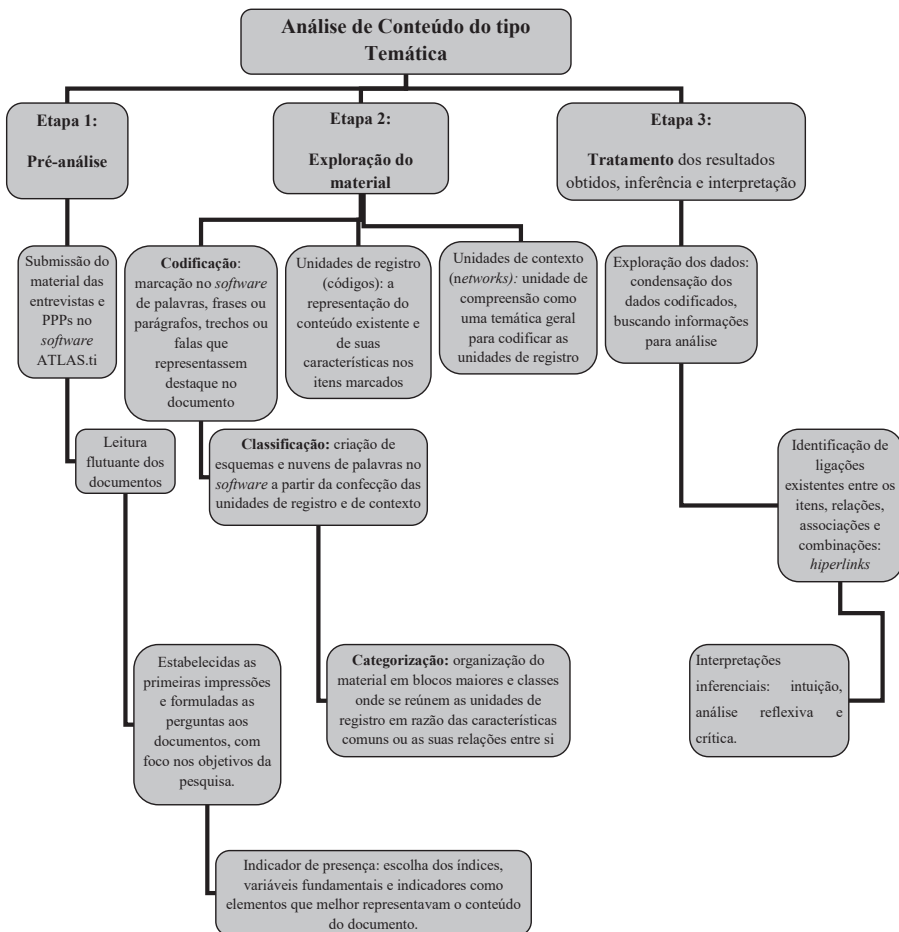 Análise de Conteúdo do tipo
Temática
Etapa 1:
Pré-análise
Etapa 2:
Exploração do
material
Etapa 3:
Tratamento dos resultados
obtidos, inferência e interpretação
Submissão do
material das
entrevistas e
PPPs no
software
ATLAS.ti
Codificação:
marcação no software
de palavras, frases ou
parágrafos, trechos ou
falas que
representassem
destaque no
documento
Unidades de registro
(códigos): a
representação do
conteúdo existente e
de suas
características nos
itens marcados
Unidades de contexto
(networks): unidade de
compreensão como
uma temática geral
para codificar as
unidades de registro
Exploração dos dados:
condensação dos
dados codificados,
buscando informações
para análise
Leitura
flutuante dos
documentos
Classificação: criação de
esquemas e nuvens de palavras no
software a partir da confecção das
unidades de registro e de contexto
Identificação de
ligações
existentes entre os
itens, relações,
associações e
combinações:
hiperlinks
Estabelecidas as
primeiras impressões
e formuladas as
perguntas aos
documentos, com
foco nos objetivos da
pesquisa.
Categorização: organização do
material em blocos maiores e classes
onde se reúnem as unidades de
registro em razão das características
comuns ou as suas relações entre si
Interpretações
inferenciais: intuição,
análise reflexiva e
crítica.
Indicador de presença: escolha dos índices,
variáveis fundamentais e indicadores como
elementos que melhor representavam o conteúdo
do documento.